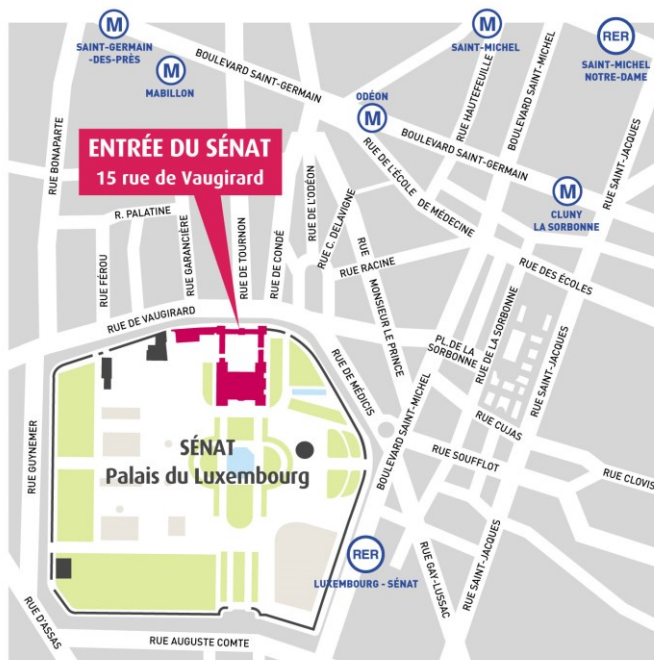 M
SAINT-GERMAIN
-DES-PRÈS
M
MABILLON
BOULEVARD SAINT-GERMAIN
M
SAINT-MICHEL
RER
SAINT-MICHEL
NOTRE-DAME
ODÉON
M
RUE HAUTEFEUILLE
BOULEVARD SAINT-MICHEL
BOULEVARD SAINT-GERMAIN
M
CLUNY
LA SORBONNE
RUE SAINT-JACQUES
RUE BONAPARTE
ENTRÉE DU SÉNAT
15 rue de Vaugirard
RUE DE L'ÉCOLE
DE MÉDECINE
RUE DE L'ODÉON
RUE C. DELAVIGNE
R. PALATINE
RUE FÉROU
RUE GARANCIÈRE
RUE DE TOURNON
RUE DE CONDÉ
RUE RACINE
RUE
MONSIEUR LE PRINCE
RUE DES ÉCOLES
RUE DE VAUGIRARD
PL. DE LA
SORBONNE
RUE DE LA SORBONNE
RUE SAINT-JACQUES
RUE DE MÉDICIS
BOULEVARD SAINT-MICHEL
RUE CUJAS
RUE SOUFFLOT
RUE CLOVIS
RUE GUYNEMER
SÉNAT
Palais du Luxembourg
RER
LUXEMBOURG - SÉNAT
RUE GAY-LUSSAC
RUE SAINT-JACQUES
RUE D'ASSAS
RUE AUGUSTE COMTE